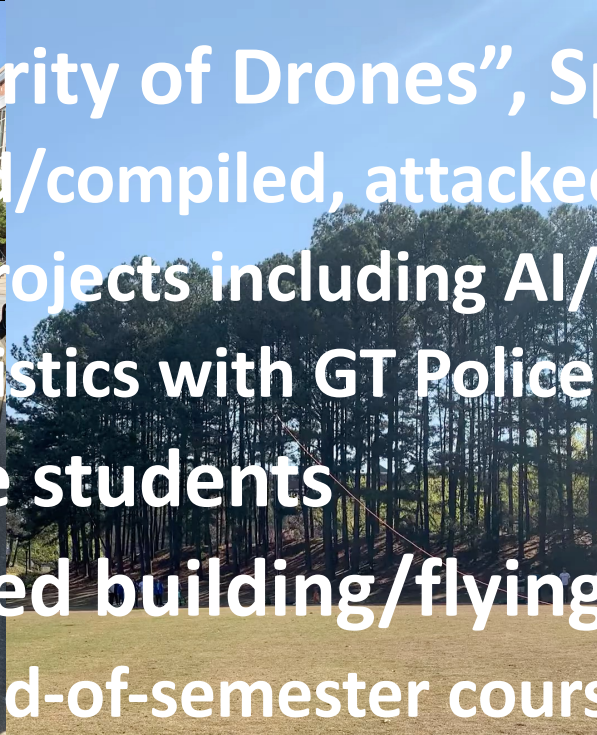 rity of Drones”, Sp
d/compiled, attacked
rojects including AI/
istics with GT Police
e students
ed building/flying
d-of-semester cours